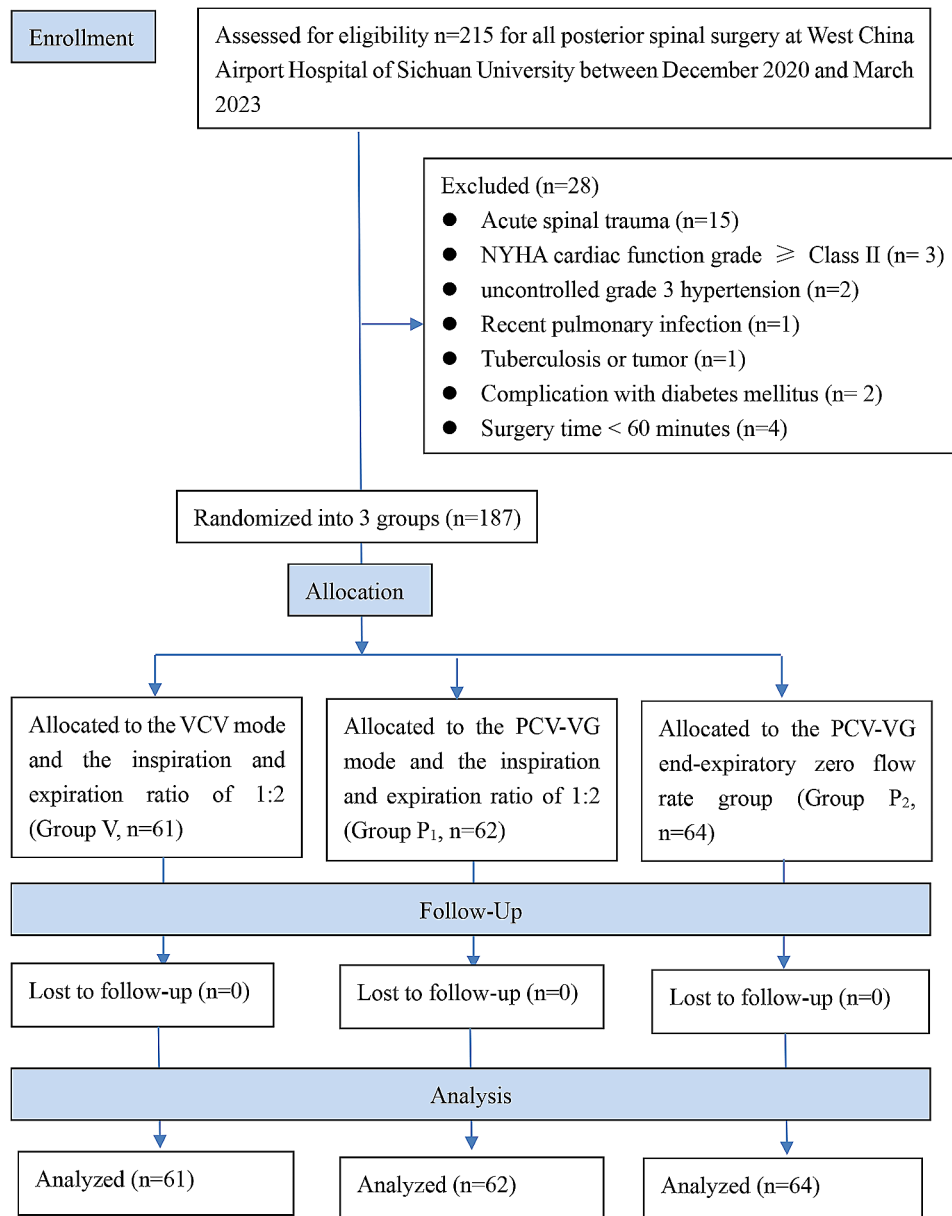 Enrollment
Assessed for eligibility n=215 for all posterior spinal surgery at West China
Airport Hospital of Sichuan University between December 2020 and March
2023
Excluded (n=28)
● Acute spinal trauma (n=15)
● NYHA cardiac function grade ≥ Class II (n= 3)
● uncontrolled grade 3 hypertension (n=2)
● Recent pulmonary infection (n=1)
● Tuberculosis or tumor (n=1)
● Complication with diabetes mellitus (n= 2)
● Surgery time < 60 minutes (n=4)
Randomized into 3 groups (n=187)
Allocation
Allocated to the VCV mode
and the inspiration and
expiration ratio of 1:2
(Group V, n=61)
Allocated to the PCV-VG
mode and the inspiration
and expiration ratio of 1:2
(Group P₁, n=62)
Allocated to the PCV-VG
end-expiratory zero flow
rate group (Group P₂,
n=64)
Follow-Up
Lost to follow-up (n=0)
Lost to follow-up (n=0)
Lost to follow-up (n=0)
Analysis
Analyzed (n=61)
Analyzed (n=62)
Analyzed (n=64)